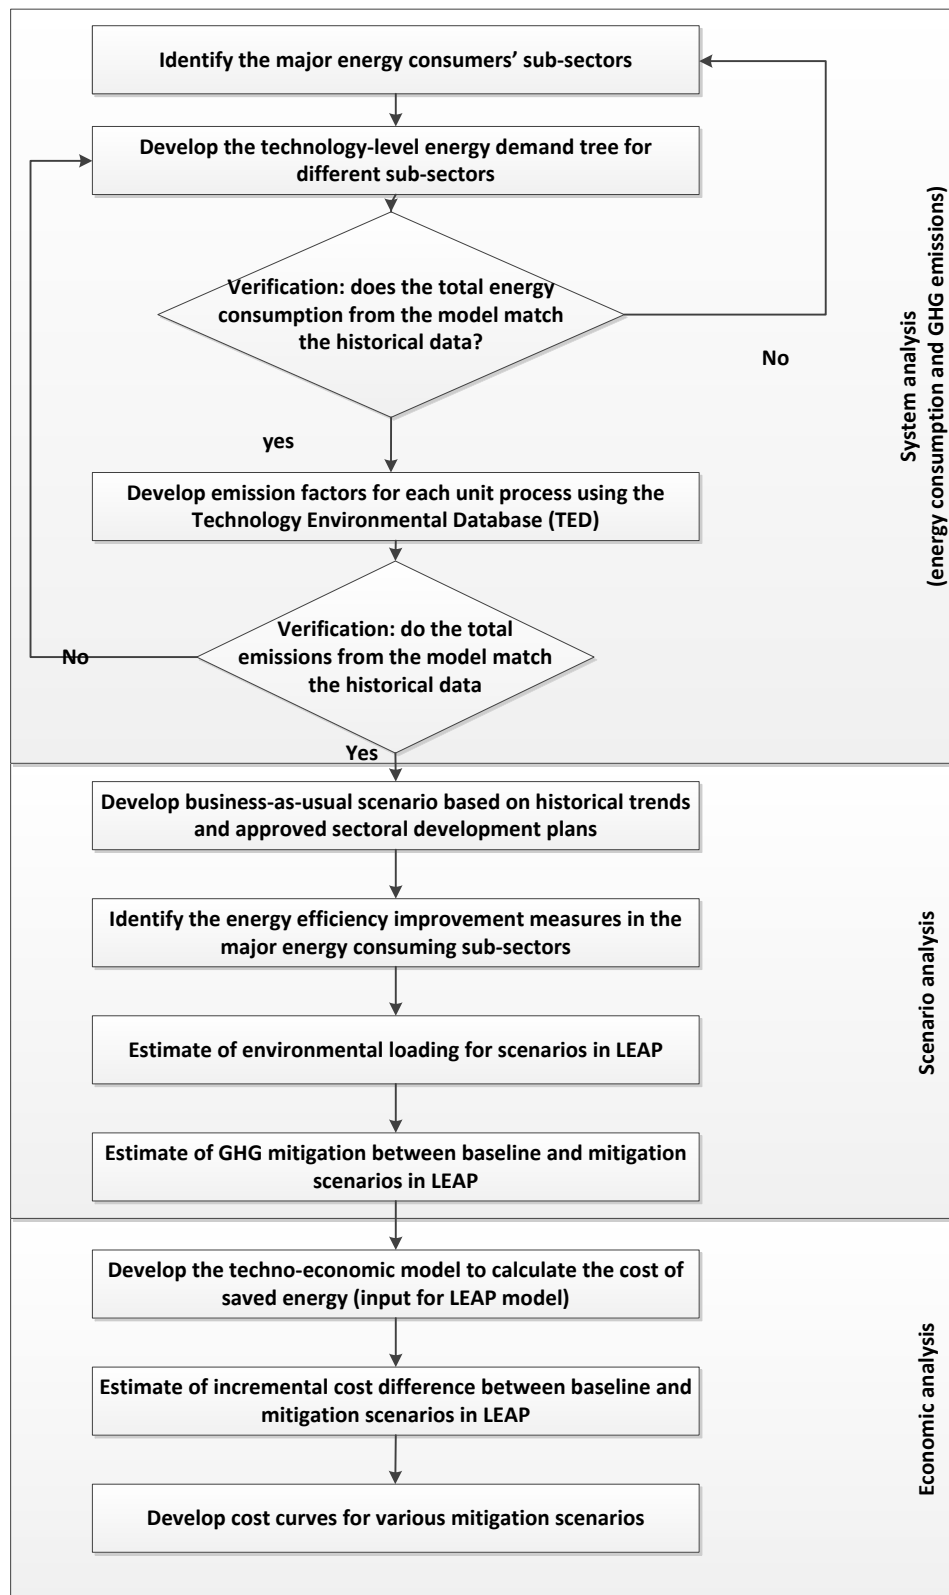 Identify the major energy consumers’ sub-sectors
Develop the technology-level energy demand tree for
different sub-sectors
Verification: does the total energy
consumption from the model match
the historical data?
No
yes
Develop emission factors for each unit process using the
Technology Environmental Database (TED)
Verification: do the total
emissions from the model match
the historical data
No
Yes
System analysis
(energy consumption and GHG emissions)
Develop business-as-usual scenario based on historical trends
and approved sectoral development plans
Identify the energy efficiency improvement measures in the
major energy consuming sub-sectors
Estimate of environmental loading for scenarios in LEAP
Estimate of GHG mitigation between baseline and mitigation
scenarios in LEAP
Scenario analysis
Develop the techno-economic model to calculate the cost of
saved energy (input for LEAP model)
Estimate of incremental cost difference between baseline and
mitigation scenarios in LEAP
Develop cost curves for various mitigation scenarios
Economic analysis